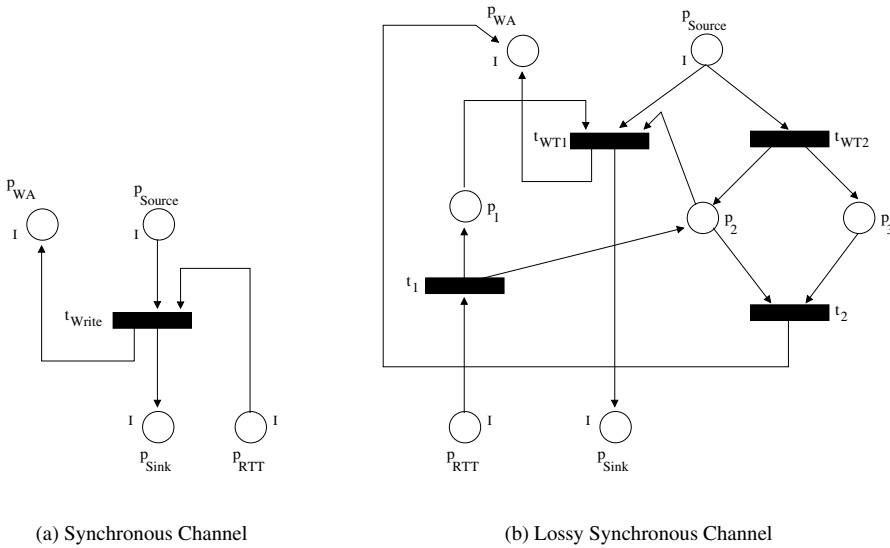 p_WA
I
p_Source
I
t_Write
I
p_Sink
I
p_RTT
(a) Synchronous Channel
p_WA
I
p_Source
I
t_WT1
t_WT2
p_1
p_2
p_3
t_1
t_2
I
p_RTT
I
p_Sink
(b) Lossy Synchronous Channel